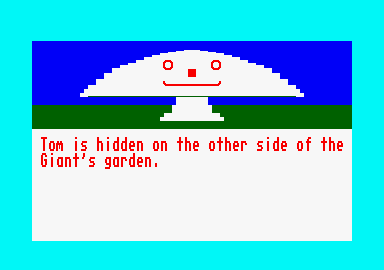 Tom is hidden on the other side of the
Giant's garden.